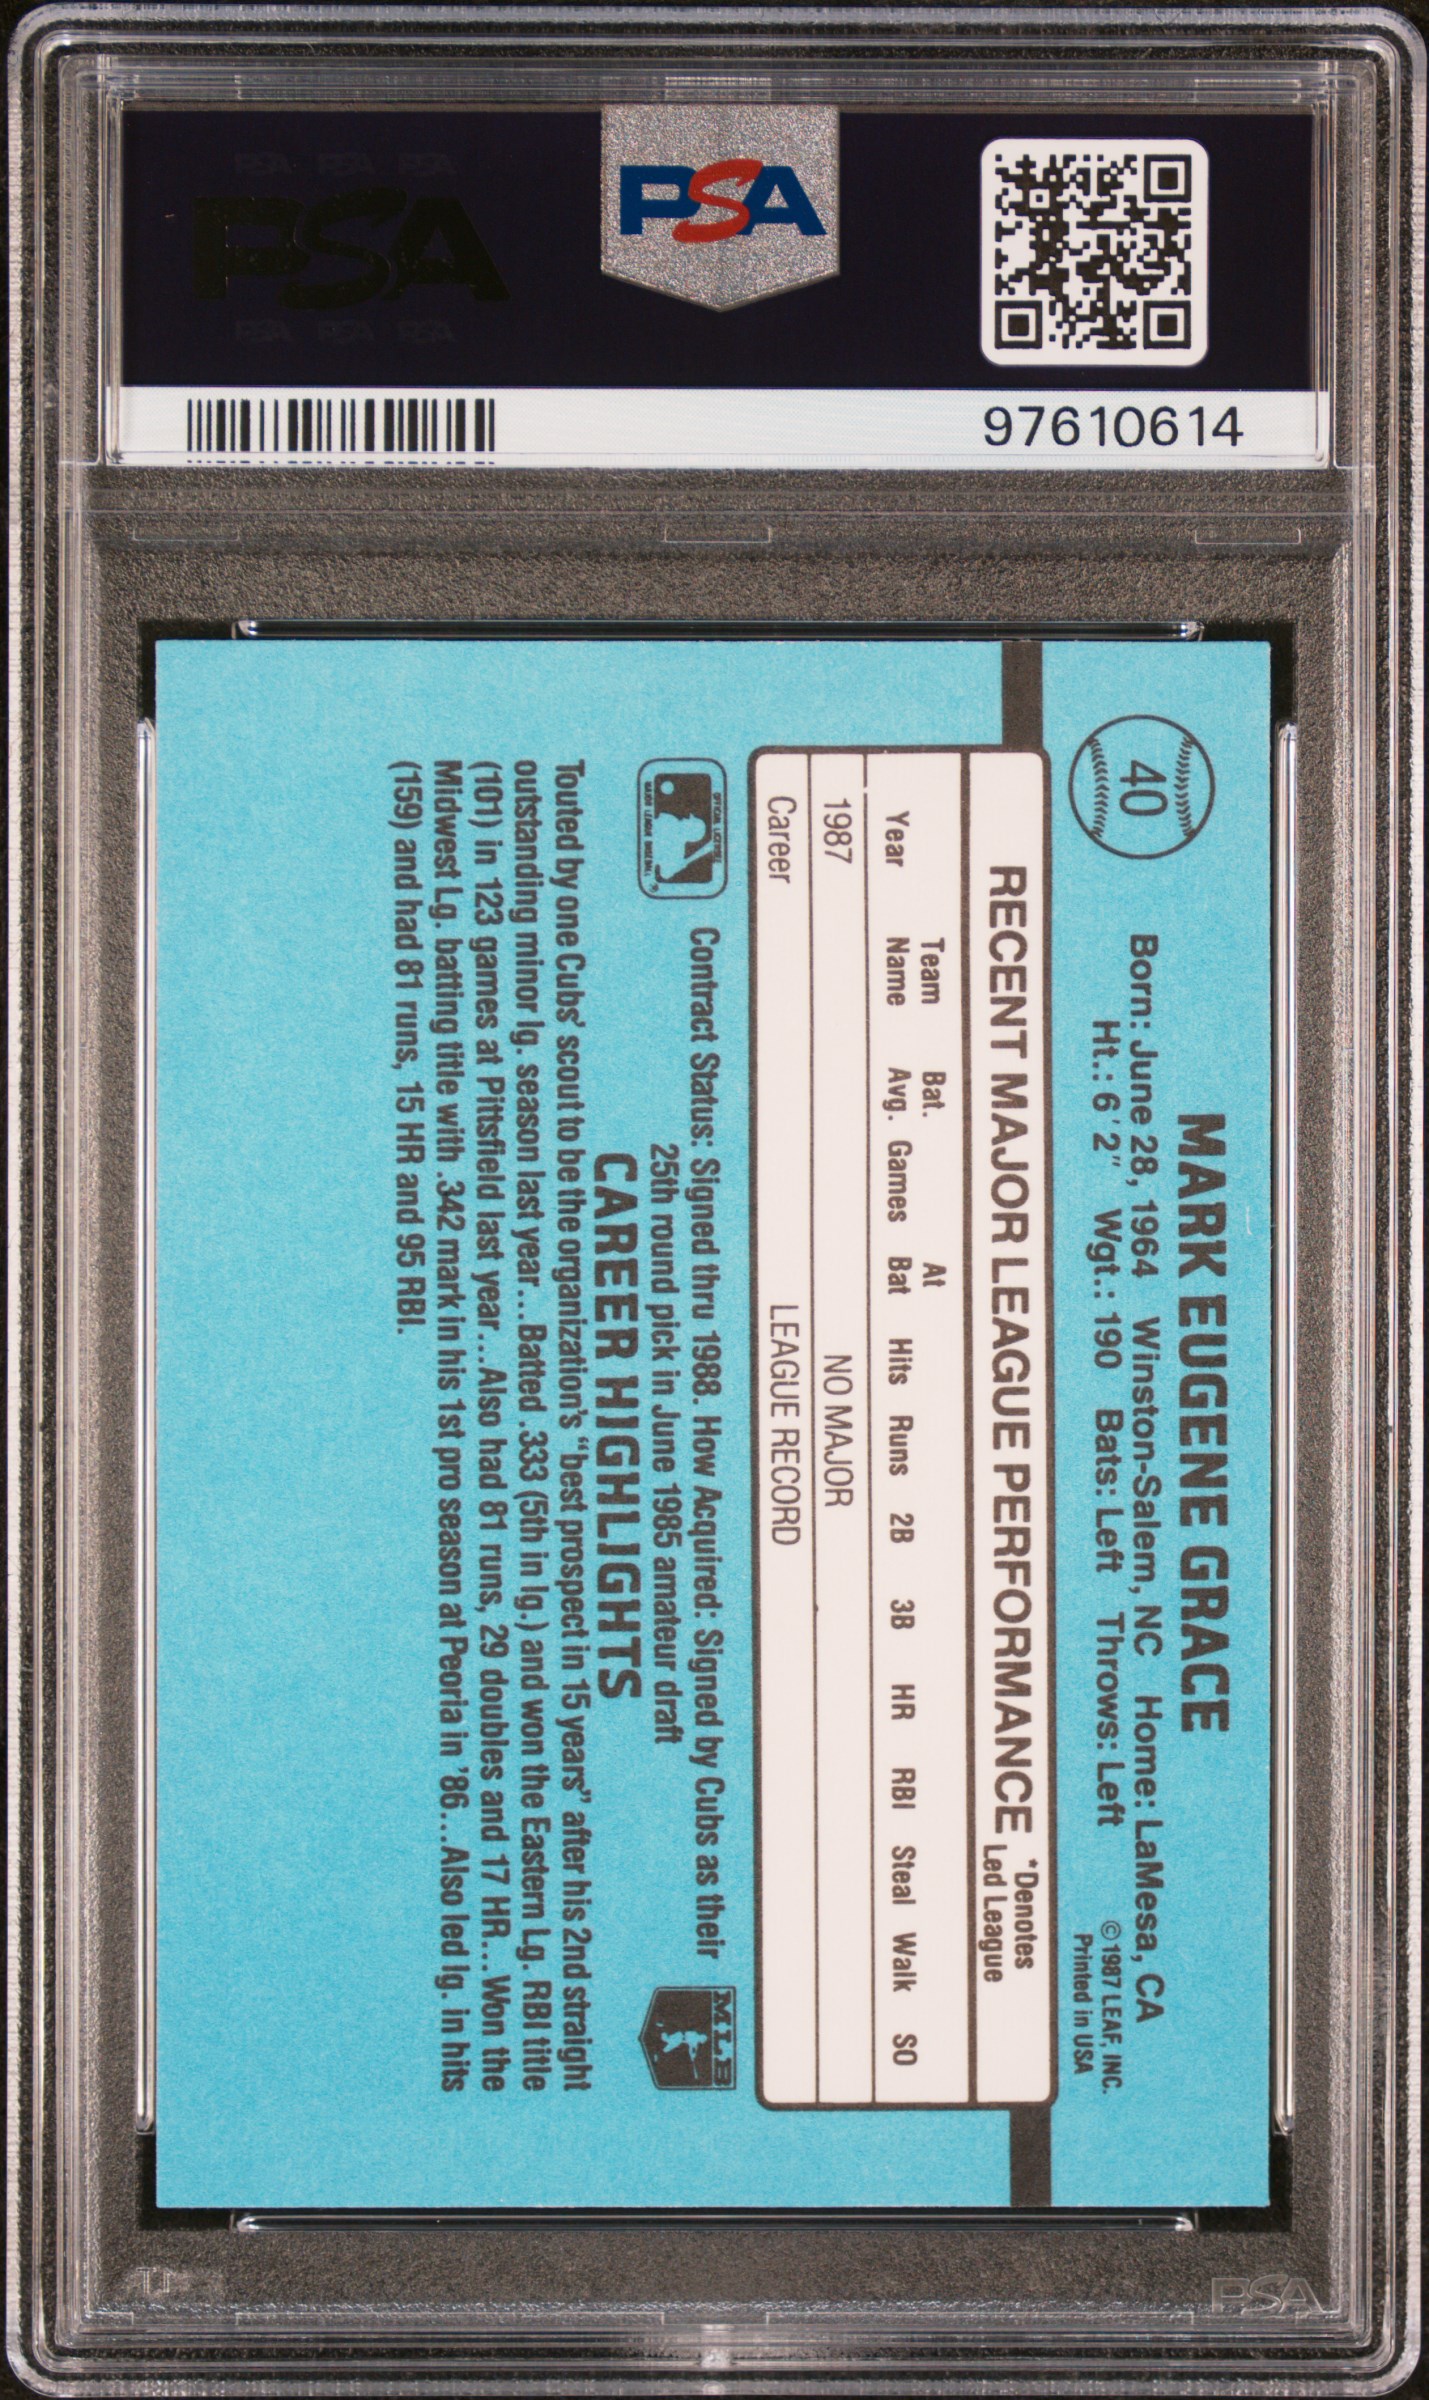 PSA
PSA
97610614
40
MARK EUGENE GRACE
Born: June 28, 1964 Winston-Salem, NC Home: LaMesa, CA
Ht.: 6'2" Wgt.: 190 Bats: Left Throws: Left
© 1987 LEAF, INC.
Printed in USA
RECENT MAJOR LEAGUE PERFORMANCE *Denotes Led League
Year Team Name Bat. Avg. Games At Bat Hits Runs 2B 3B HR RBI Steal Walk SO
1987 NO MAJOR
Career LEAGUE RECORD
Contract Status: Signed thru 1988. How Acquired: Signed by Cubs as their
25th round pick in June 1985 amateur draft
MLB
CAREER HIGHLIGHTS
Touted by one Cubs' scout to be the organization's "best prospect in 15 years" after his 2nd straight
outstanding minor lg. season last year...Batted .333 (5th in lg.) and won the Eastern Lg. RBI title
(101) in 123 games at Pittsfield last year...Also had 81 runs, 29 doubles and 17 HR...Won the
Midwest Lg. batting title with .342 mark in his 1st pro season at Peoria in '86...Also led lg. in hits
(159) and had 81 runs, 15 HR and 95 RBI.
PSA